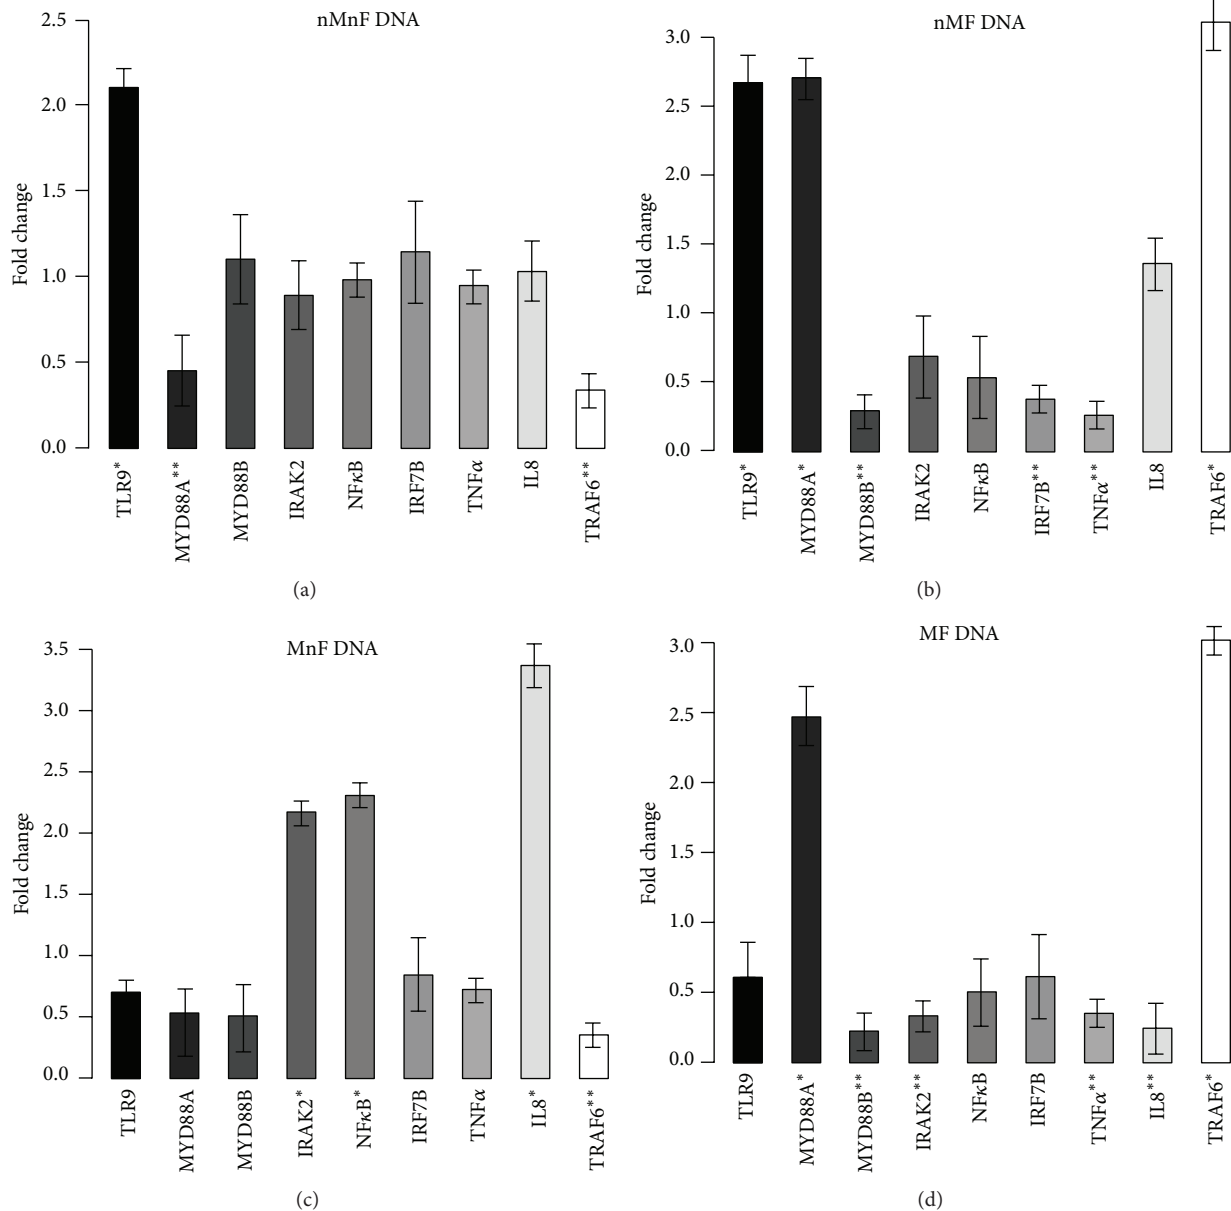 nMnF DNA
Fold change
2.5
2.0
1.5
1.0
0.5
0.0
TLR9*
MYD88A**
MYD88B
IRAK2
NFκB
IRF7B
TNFα
IL8
TRAF6**
(a)
nMF DNA
Fold change
3.0
2.5
2.0
1.5
1.0
0.5
0.0
TLR9*
MYD88A*
MYD88B**
IRAK2
NFκB
IRF7B**
TNFα**
IL8
TRAF6*
(b)
MnF DNA
Fold change
3.5
3.0
2.5
2.0
1.5
1.0
0.5
0.0
TLR9
MYD88A
MYD88B
IRAK2*
NFκB*
IRF7B
TNFα
IL8*
TRAF6**
(c)
MF DNA
Fold change
3.0
2.5
2.0
1.5
1.0
0.5
0.0
TLR9
MYD88A*
MYD88B**
IRAK2**
NFκB
IRF7B
TNFα**
IL8**
TRAF6*
(d)